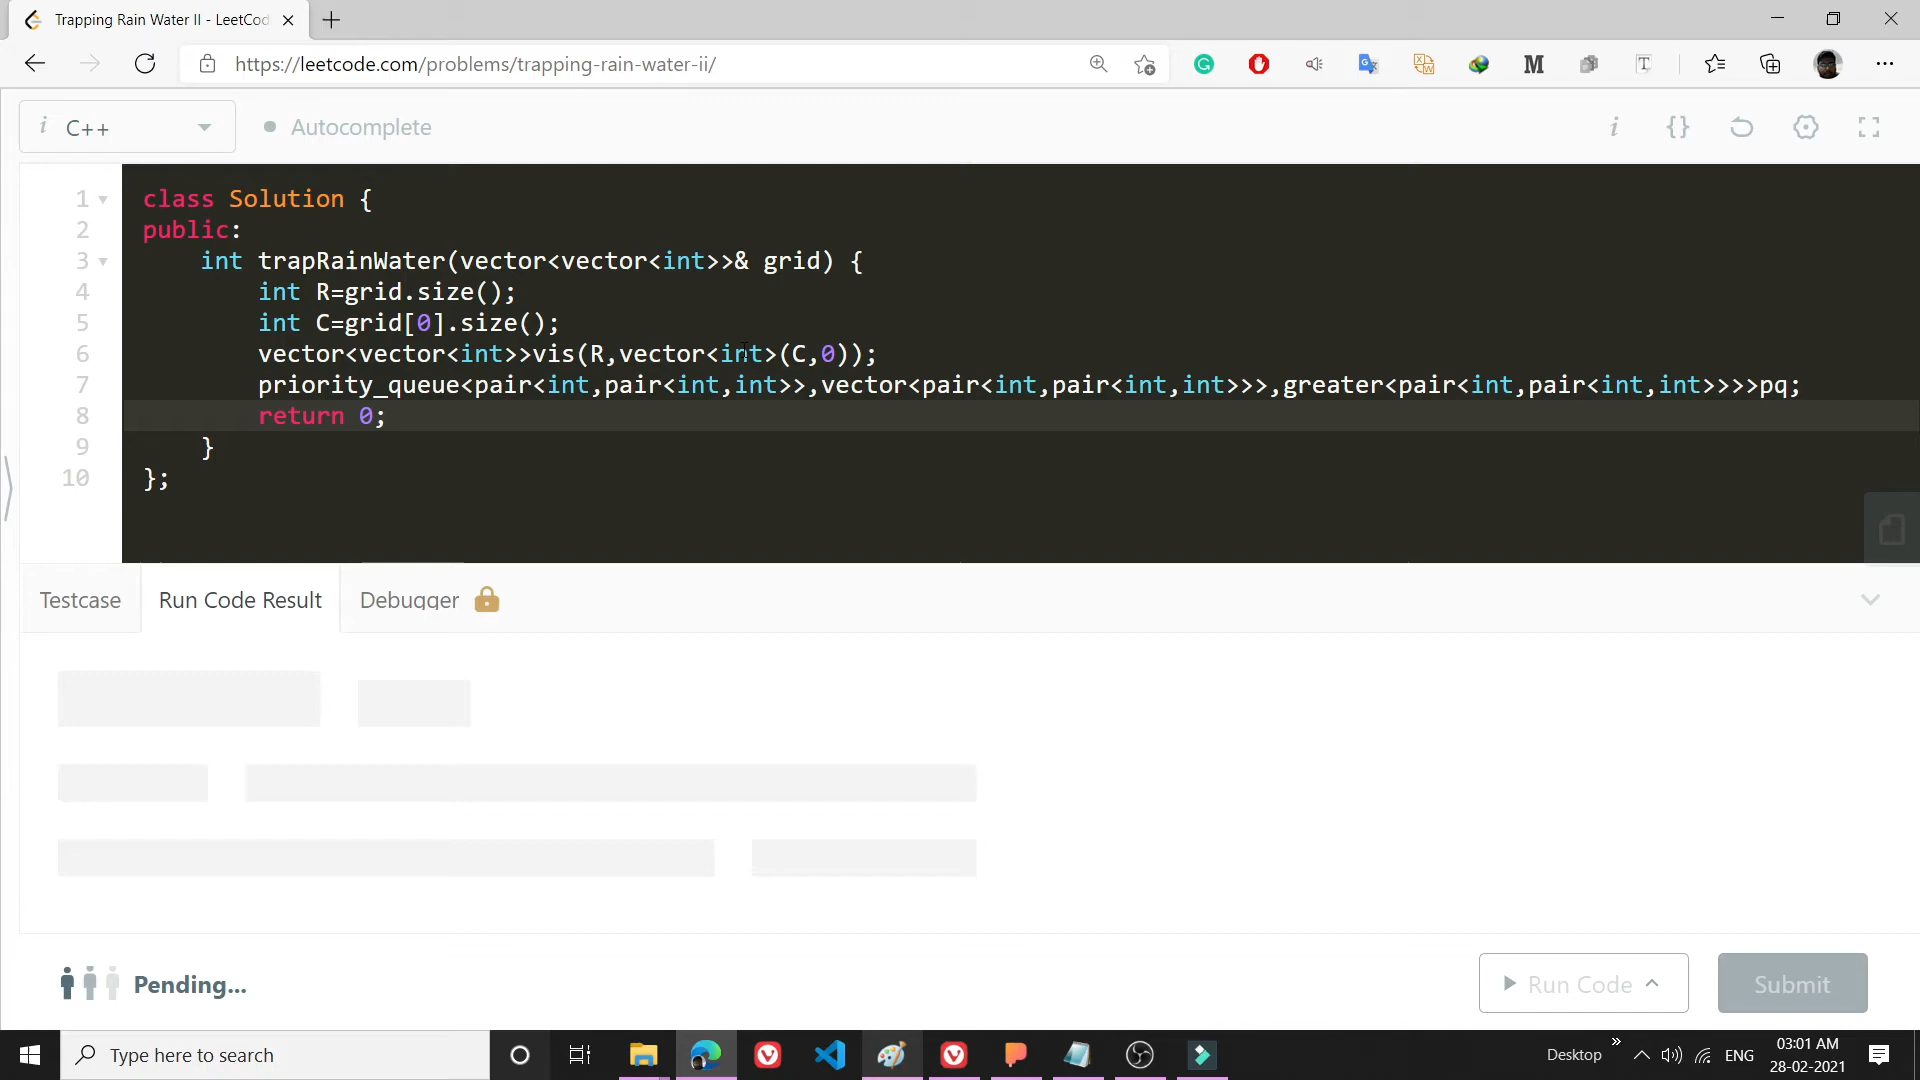 Trapping Rain Water II - LeetCod
https://leetcode.com/problems/trapping-rain-water-ii/
i C++
Autocomplete
i {}
1 class Solution {
2 public:
3 int trapRainWater(vector<vector<int>>& grid) {
4 int R=grid.size();
5 int C=grid[0].size();
6 vector<vector<int>>vis(R,vector<int>(C,0));
7 priority_queue<pair<int,pair<int,int>>,vector<pair<int,pair<int,int>>>,greater<pair<int,pair<int,int>>>>pq;
8 return 0;
9 }
10 };
Testcase Run Code Result Debugger
Pending...
Run Code
Submit
Type here to search
Desktop
ENG
03:01 AM
28-02-2021